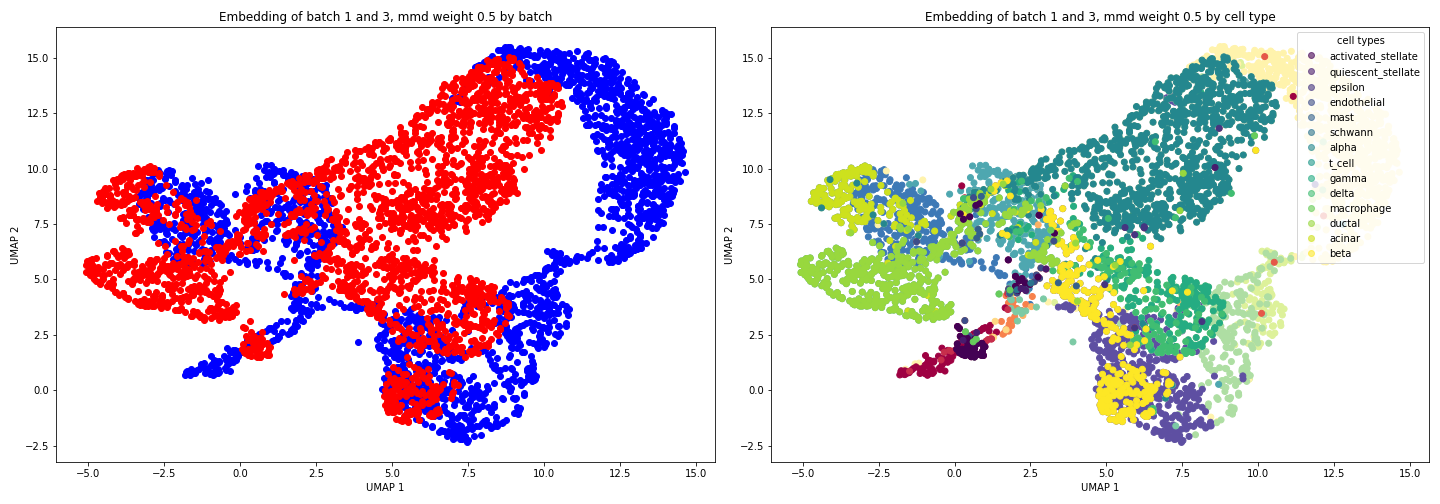 Embedding of batch 1 and 3, mmd weight 0.5 by batch
15.0
12.5
10.0
7.5
5.0
2.5
0.0
−2.5
UMAP 2
−5.0 −2.5 0.0 2.5 5.0 7.5 10.0 12.5 15.0
UMAP 1
Embedding of batch 1 and 3, mmd weight 0.5 by cell type
15.0
12.5
10.0
7.5
5.0
2.5
0.0
−2.5
UMAP 2
−5.0 −2.5 0.0 2.5 5.0 7.5 10.0 12.5 15.0
UMAP 1
cell types
activated_stellate
quiescent_stellate
epsilon
endothelial
mast
schwann
alpha
t_cell
gamma
delta
macrophage
ductal
acinar
beta